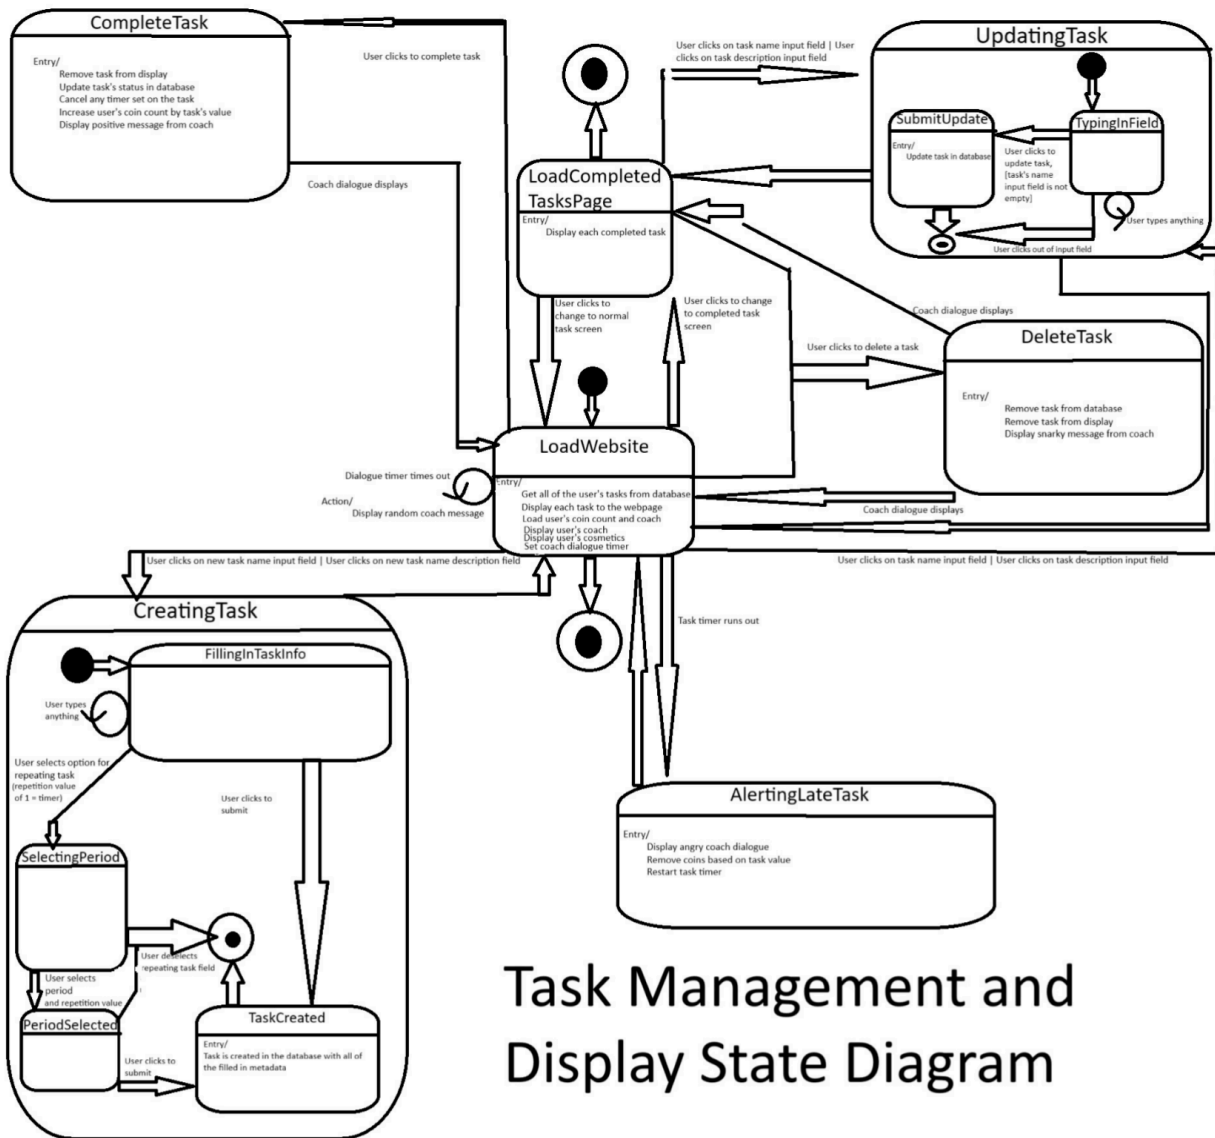 CompleteTask
Entry/
Remove task from display
Update task's status in database
Cancel any timer set on the task
Increase user's coin count by task's value
Display positive message from coach
User clicks to complete task
Coach dialogue displays
User clicks on task name input field | User
clicks on task description input field
UpdatingTask
SubmitUpdate
Entry/
Update task in database
TypingInField
User clicks to
update task,
[task's name
input field is not
empty]
User types anything
User clicks out of input field
LoadCompleted
TasksPage
Entry/
Display each completed task
User clicks to
change to normal
task screen
User clicks to change
to completed task
screen
Coach dialogue displays
User clicks to delete a task
DeleteTask
Entry/
Remove task from database
Remove task from display
Display snarky message from coach
LoadWebsite
Entry/
Get all of the user's tasks from database
Display each task to the webpage
Load user's coin count and coach
Display user's coach
Display user's cosmetics
Set coach dialogue timer
Dialogue timer times out
Action/
Display random coach message
Coach dialogue displays
User clicks on new task name input field | User clicks on new task name description field
User clicks on task name input field | User clicks on task description input field
Task timer runs out
CreatingTask
FillingInTaskInfo
User types
anything
User selects option for
repeating task
(repetition value
of 1 = timer)
User clicks to
submit
SelectingPeriod
User deselects
repeating task field
User selects
period
and repetition value
PeriodSelected
User clicks to
submit
TaskCreated
Entry/
Task is created in the database with all of
the filled in metadata
AlertingLateTask
Entry/
Display angry coach dialogue
Remove coins based on task value
Restart task timer
Task Management and
Display State Diagram